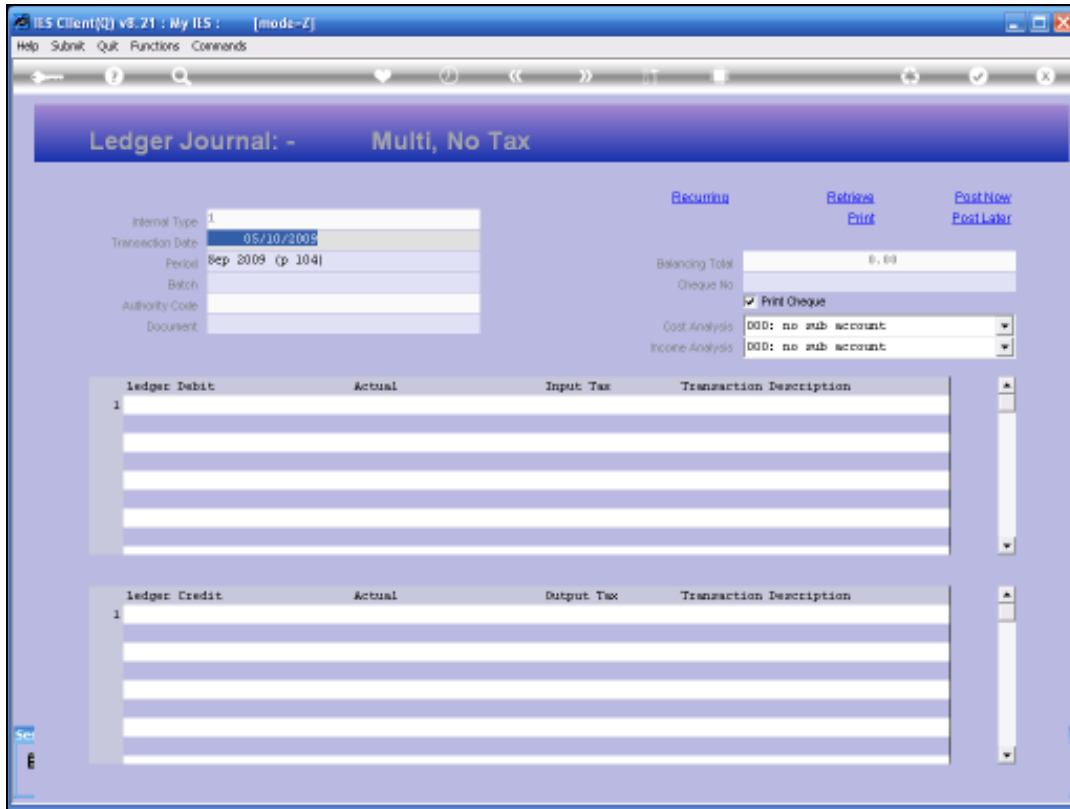 IES Client(Q) v8.21 : My IES : [mode=Z]
Help Submit Quit Functions Commands
Ledger Journal: - Multi, No Tax
Recurring Retrieve Post Now
Print Post Later
Internal Type 1
Transaction Date 05/10/2009
Period Sep 2009 (p 104)
Batch
Authority Code
Document
Balancing Total 0.00
Cheque No
Print Cheque
Cost Analysis 000: no sub account
Income Analysis 000: no sub account
Ledger Debit Actual Input Tax Transaction Description
1
Ledger Credit Actual Output Tax Transaction Description
1